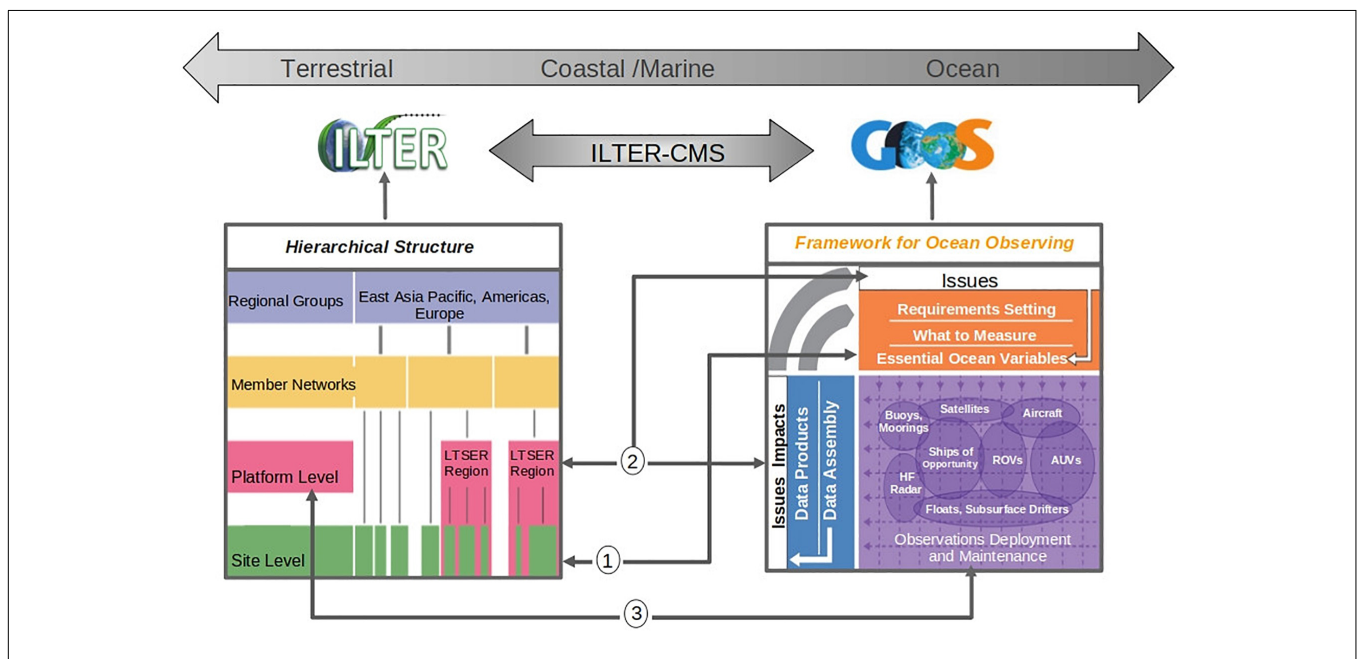 Terrestrial
Coastal /Marine
Ocean
ILTER
ILTER-CMS
GOOS
Hierarchical Structure
Regional Groups
East Asia Pacific, Americas,
Europe
Member Networks
Platform Level
LTSER
Region
LTSER
Region
Site Level
2
1
3
Framework for Ocean Observing
Issues
Requirements Setting
What to Measure
Essential Ocean Variables
Issues Impacts
Data Products
Data Assembly
Buoys,
Moorings
Satellites
Aircraft
Ships of
Opportunity
ROVs
AUVs
HF
Radar
Floats, Subsurface Drifters
Observations Deployment
and Maintenance